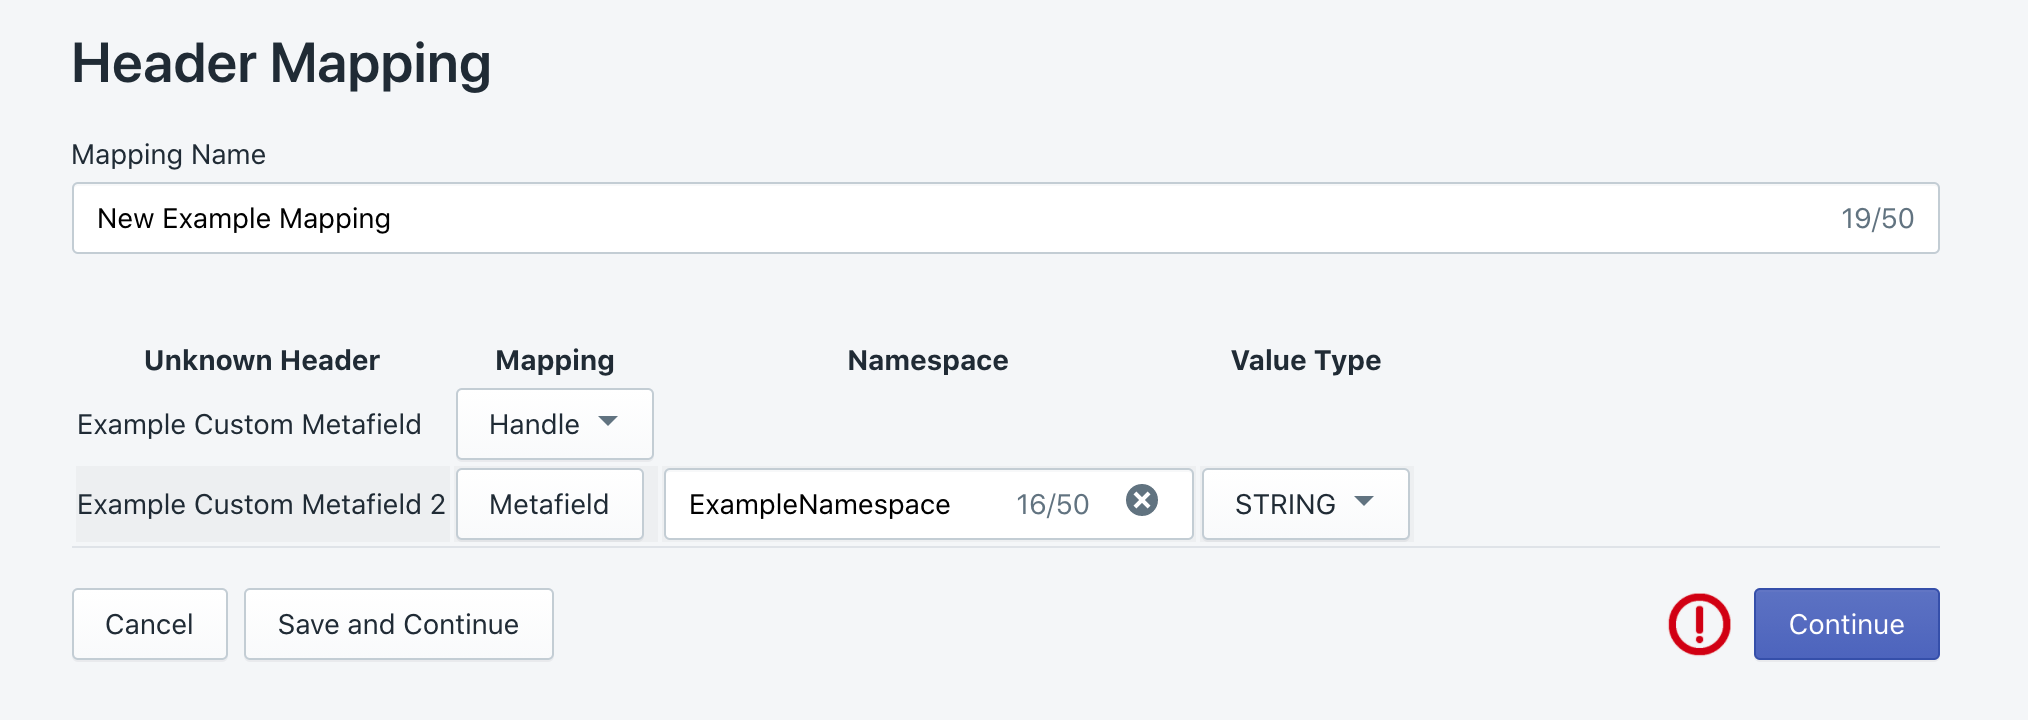 Header Mapping
Mapping Name
New Example Mapping 19/50
Unknown Header Mapping Namespace Value Type
Example Custom Metafield Handle
Example Custom Metafield 2 Metafield ExampleNamespace 16/50 STRING
Cancel Save and Continue Continue